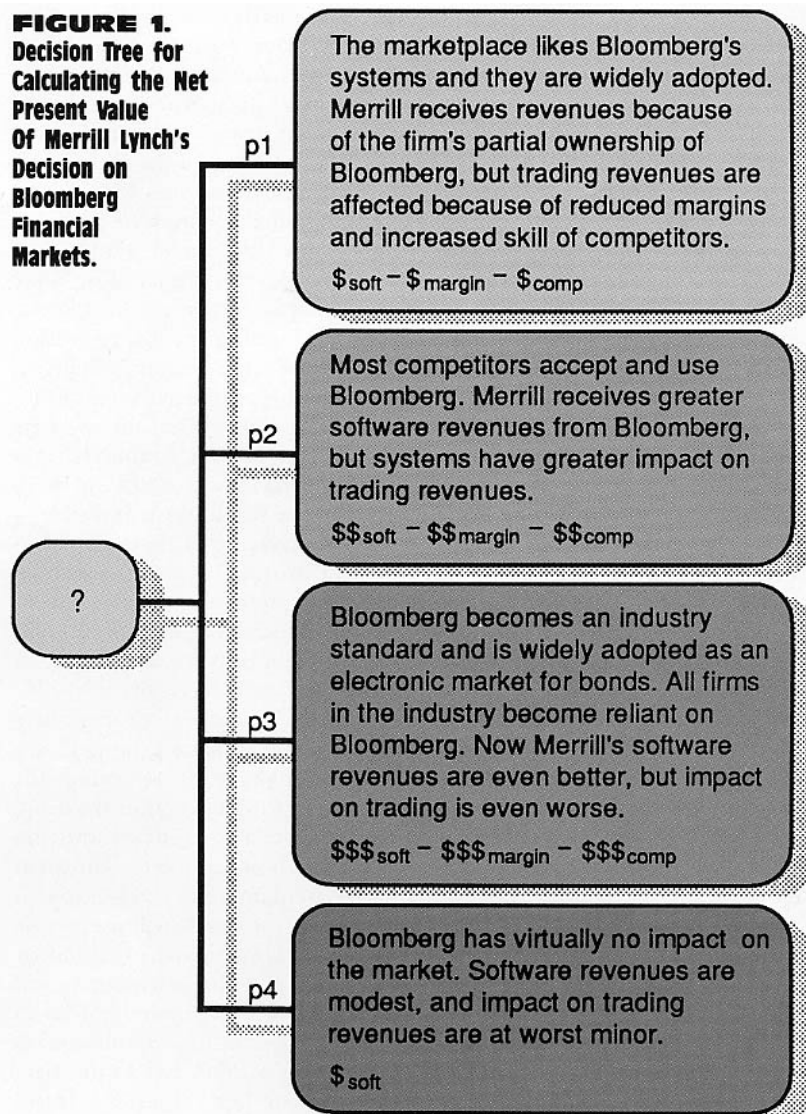 FIGURE 1.
Decision Tree for
Calculating the Net
Present Value
Of Merrill Lynch's
Decision on
Bloomberg
Financial
Markets.
?
p1
The marketplace likes Bloomberg's
systems and they are widely adopted.
Merrill receives revenues because
of the firm's partial ownership of
Bloomberg, but trading revenues are
affected because of reduced margins
and increased skill of competitors.
$soft - $margin - $comp
p2
Most competitors accept and use
Bloomberg. Merrill receives greater
software revenues from Bloomberg,
but systems have greater impact on
trading revenues.
$$soft - $$margin - $$comp
p3
Bloomberg becomes an industry
standard and is widely adopted as an
electronic market for bonds. All firms
in the industry become reliant on
Bloomberg. Now Merrill's software
revenues are even better, but impact
on trading is even worse.
$$$soft - $$$margin - $$$comp
p4
Bloomberg has virtually no impact on
the market. Software revenues are
modest, and impact on trading
revenues are at worst minor.
$soft